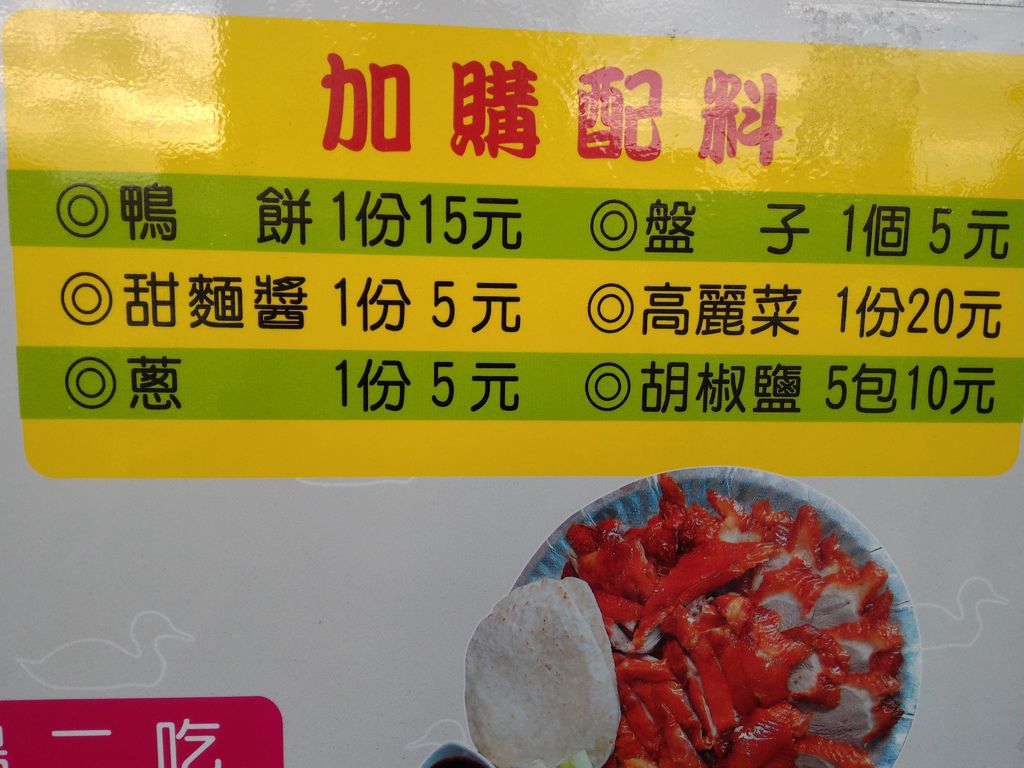 加購配料
◎鴨 餅 1份15元 ◎盤 子 1個 5元
◎甜麵醬 1份 5元 ◎高麗菜 1份20元
◎蔥 1份 5元 ◎胡椒鹽 5包10元
二吃